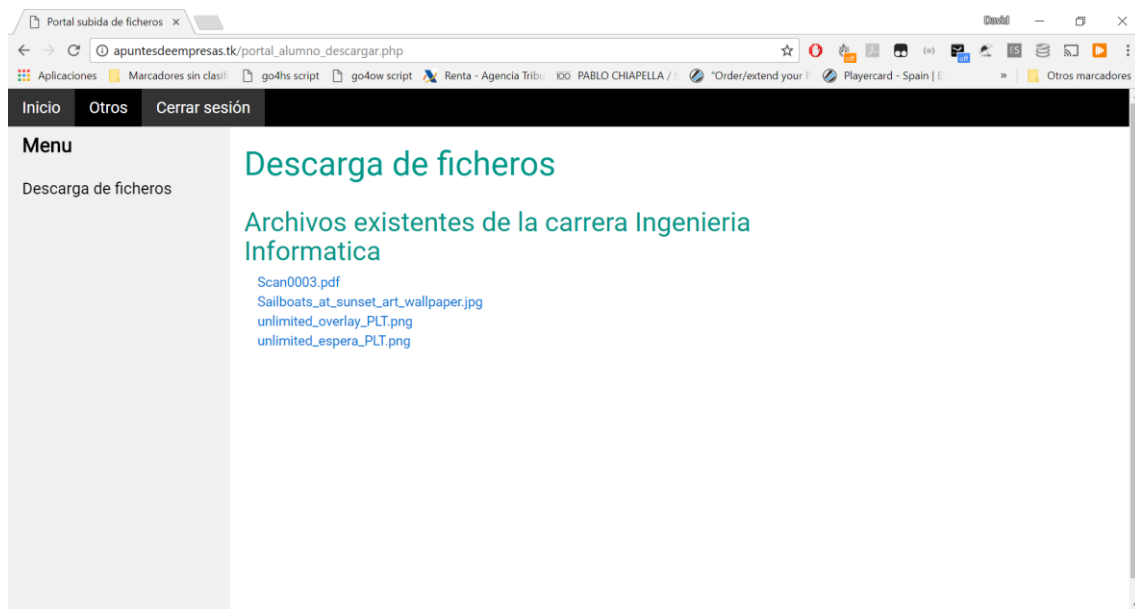 Portal subida de ficheros
David
apuntesdeempresas.tk/portal_alumno_descargar.php
Aplicaciones Marcadores sin clasifi go4hs script go4ow script Renta - Agencia Tribu PABLO CHIAPELLA / S "Order/extend your F Playercard - Spain | E » Otros marcadores
Inicio Otros Cerrar sesión
Menu
Descarga de ficheros
Descarga de ficheros
Archivos existentes de la carrera Ingenieria
Informatica
Scan0003.pdf
Sailboats_at_sunset_art_wallpaper.jpg
unlimited_overlay_PLT.png
unlimited_espera_PLT.png